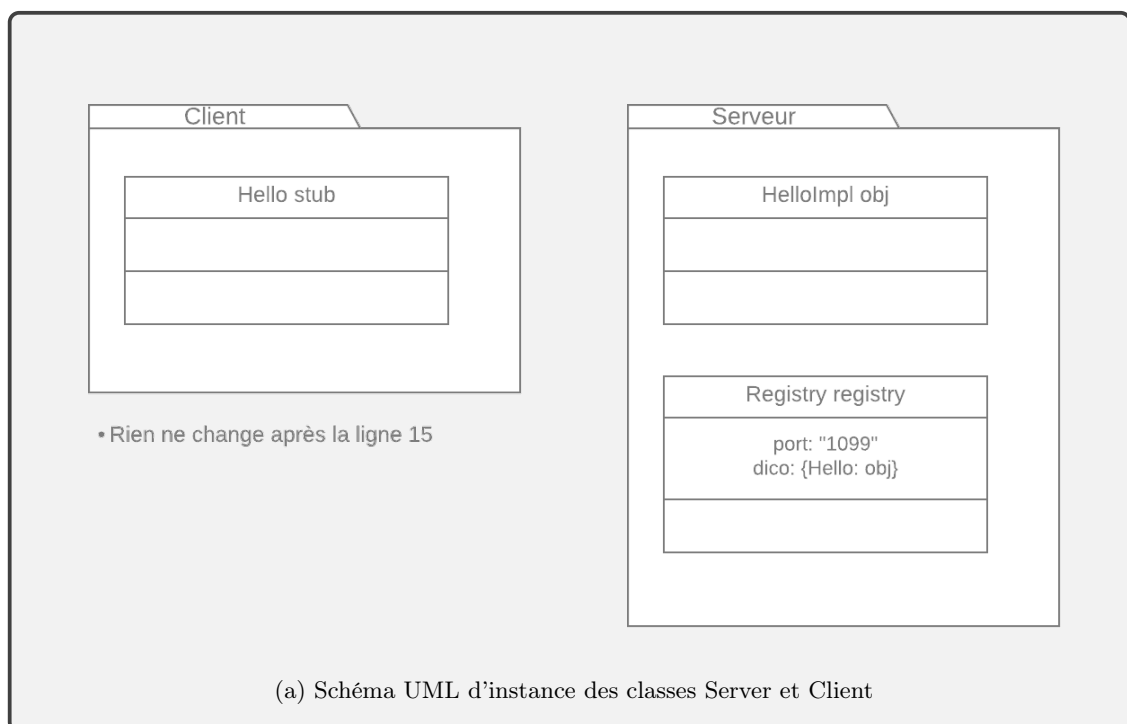 Client
Hello stub
• Rien ne change après la ligne 15
Serveur
HelloImpl obj
Registry registry
port: "1099"
dico: {Hello: obj}
(a) Schéma UML d'instance des classes Server et Client